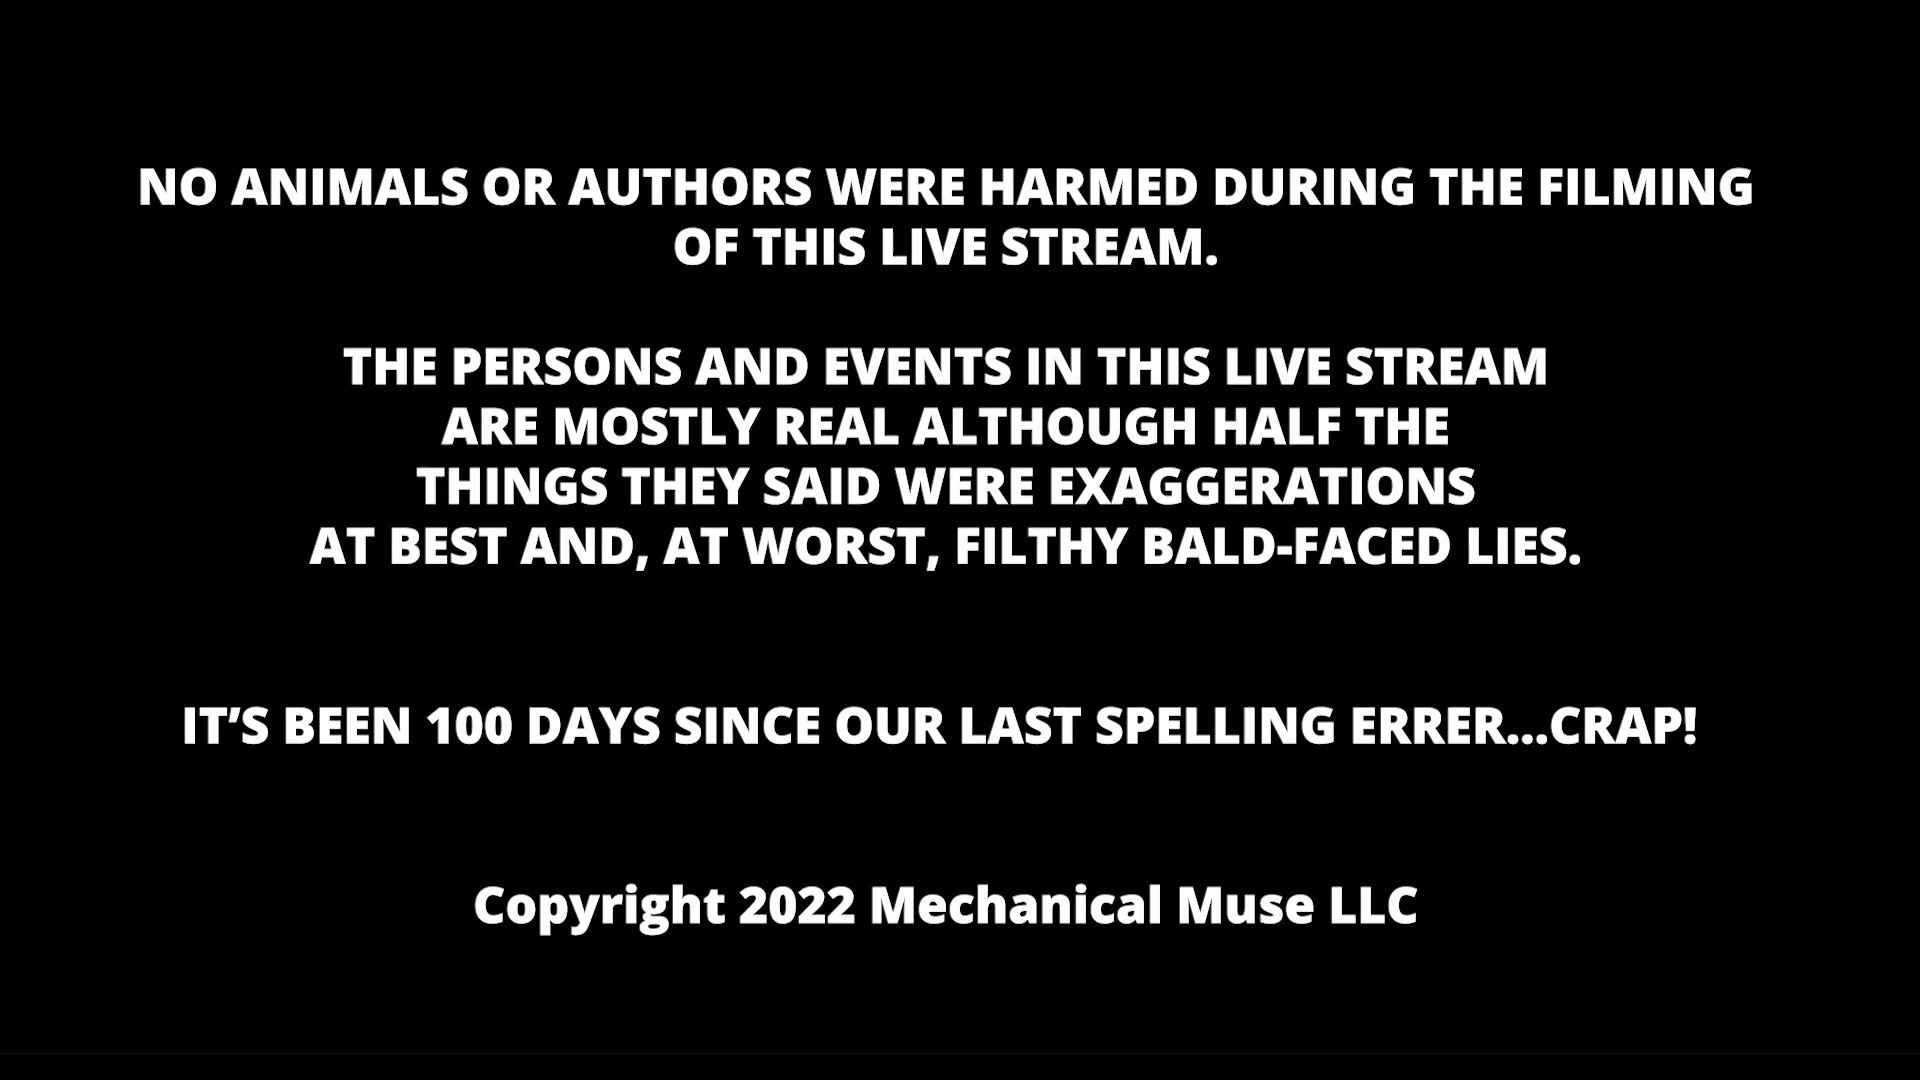 NO ANIMALS OR AUTHORS WERE HARMED DURING THE FILMING
OF THIS LIVE STREAM.
THE PERSONS AND EVENTS IN THIS LIVE STREAM
ARE MOSTLY REAL ALTHOUGH HALF THE
THINGS THEY SAID WERE EXAGGERATIONS
AT BEST AND, AT WORST, FILTHY BALD-FACED LIES.
IT’S BEEN 100 DAYS SINCE OUR LAST SPELLING ERRER...CRAP!
Copyright 2022 Mechanical Muse LLC